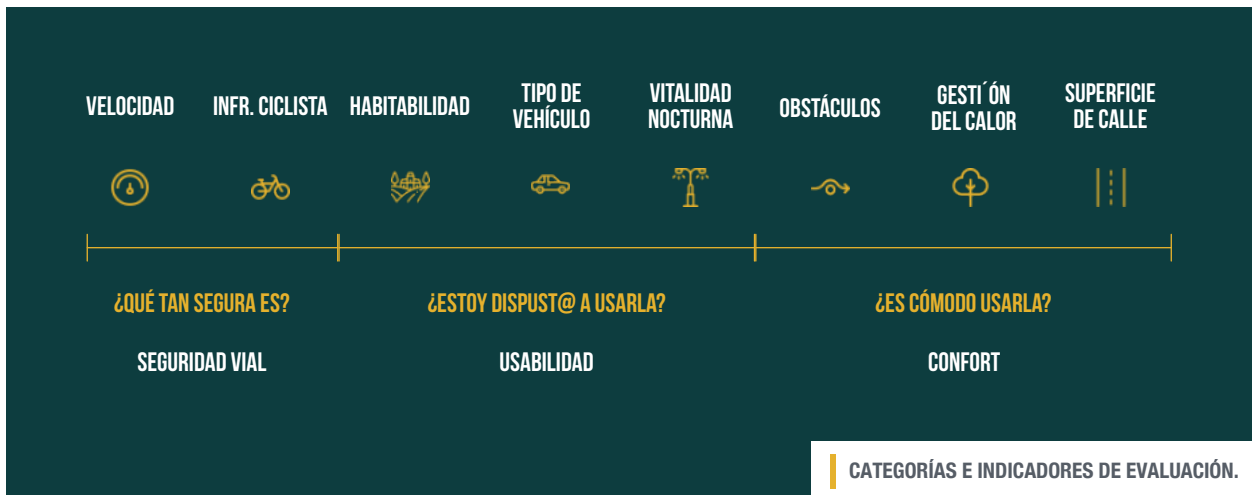 VELOCIDAD
INFR. CICLISTA
HABITABILIDAD
TIPO DE
VEHÍCULO
VITALIDAD
NOCTURNA
OBSTÁCULOS
GESTI´ÓN
DEL CALOR
SUPERFICIE
DE CALLE
¿QUÉ TAN SEGURA ES?
¿ESTOY DISPUST@ A USARLA?
¿ES CÓMODO USARLA?
SEGURIDAD VIAL
USABILIDAD
CONFORT
CATEGORÍAS E INDICADORES DE EVALUACIÓN.